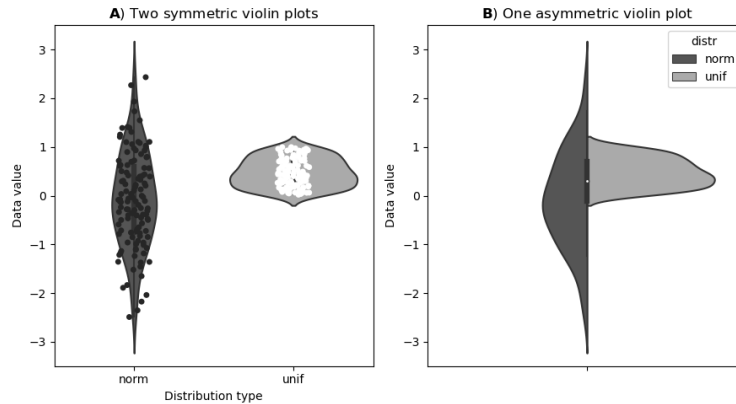 A) Two symmetric violin plots
3
2
1
0
−1
−2
−3
Data value
norm
unif
Distribution type
B) One asymmetric violin plot
distr
norm
unif
3
2
1
0
−1
−2
−3
Data value